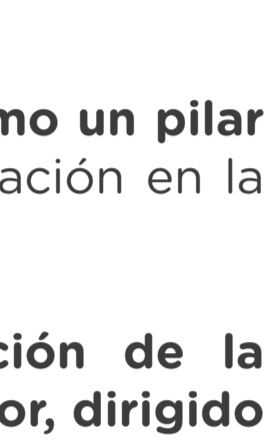 mo un pilar
ación en la
ción de la
or, dirigido